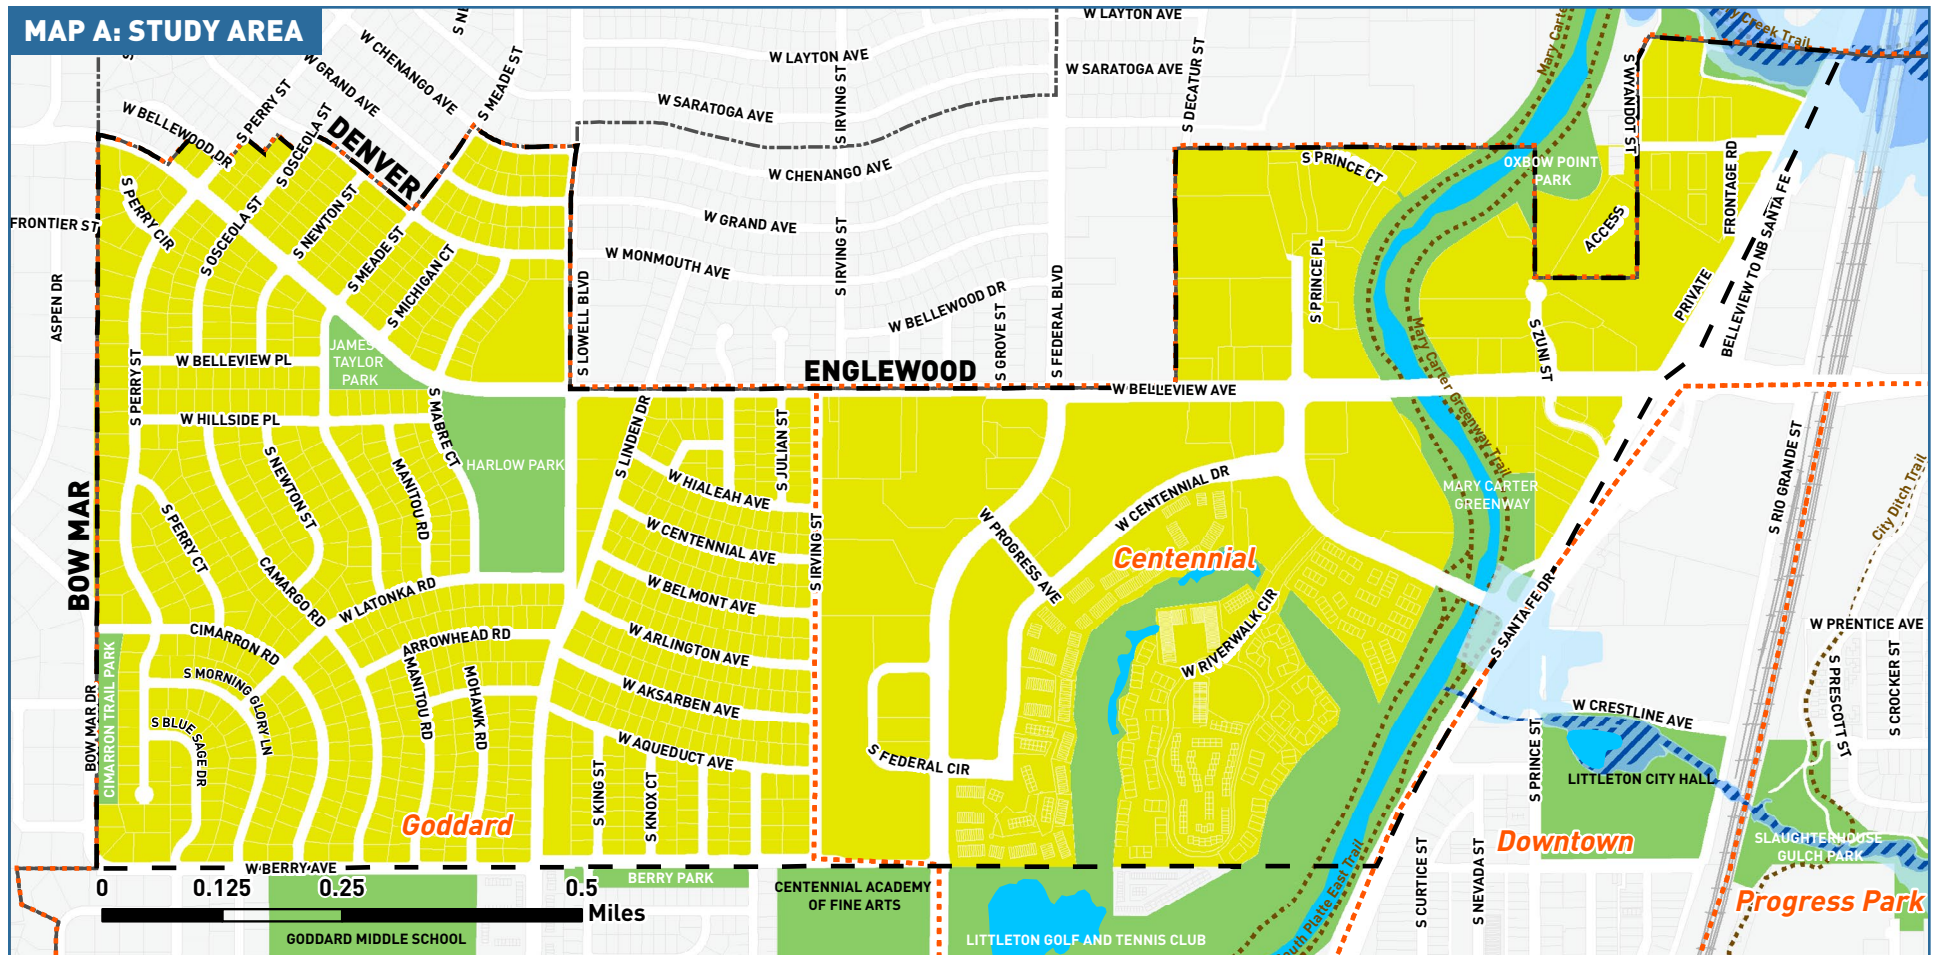 MAP A: STUDY AREA
W LAYTON AVE
W LAYTON AVE
W CHENANGO AVE
W GRAND AVE
S MEADE ST
S IRVING ST
W SARATOGA AVE
W SARATOGA AVE
S DECATUR ST
Mary Carte
y Creek Trail
S WYANDOT ST
W BELLEWOOD DR
S PERRY ST
S OSCEOLA ST
DENVER
W CHENANGO AVE
S PRINCE CT
OXBOW POINT
PARK
FRONTAGE RD
FRONTIER ST
S PERRY CIR
S OSCEOLA ST
S NEWTON ST
S MEADE ST
S MICHIGAN CT
W GRAND AVE
S IRVING ST
W MONMOUTH AVE
ACCESS
PRIVATE
BELLEVIEW TO NB SANTA FE
ASPEN DR
S LOWELL BLVD
W BELLEWOOD DR
S GROVE ST
S FEDERAL BLVD
S PRINCE PL
S ZUNI ST
JAMES
TAYLOR
PARK
W BELLEVIEW PL
S PERRY ST
ENGLEWOOD
W BELLEVIEW AVE
Mary Carter Greenway Trail
W HILLSIDE PL
S MABRE CT
HARLOW PARK
S LINDEN DR
S JULIAN ST
S NEWTON ST
MANITOU RD
W HIALEAH AVE
W CENTENNIAL DR
MARY CARTER
GREENWAY
S RIO GRANDE ST
City Ditch Trail
BOW MAR
S PERRY CT
CAMARGO RD
W CENTENNIAL AVE
S IRVING ST
W PROGRESS AVE
Centennial
W LATONKA RD
W BELMONT AVE
W RIVERWALK CIR
S SANTA FE DR
CIMARRON RD
ARROWHEAD RD
W ARLINGTON AVE
W PRENTICE AVE
CIMARRON TRAIL PARK
BOW MAR DR
S MORNING GLORY LN
MANITOU RD
MOHAWK RD
W AKSARBEN AVE
S PRESCOTT ST
S CROCKER ST
S BLUE SAGE DR
W AQUEDUCT AVE
S FEDERAL CIR
W CRESTLINE AVE
S PRINCE ST
LITTLETON CITY HALL
S KING ST
S KNOX CT
Goddard
Downtown
SLAUGHTERHOUSE
GULCH PARK
W BERRY AVE
BERRY PARK
CENTENNIAL ACADEMY
OF FINE ARTS
South Platte East Trail
S CURTICE ST
S NEVADA ST
Progress Park
0 0.125 0.25 0.5
Miles
GODDARD MIDDLE SCHOOL
LITTLETON GOLF AND TENNIS CLUB